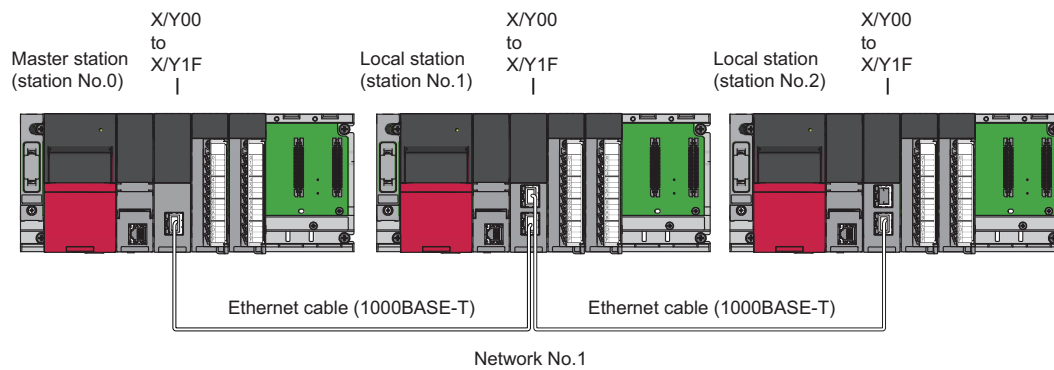 X/Y00
to
X/Y1F
Master station
(station No.0)
X/Y00
to
X/Y1F
Local station
(station No.1)
X/Y00
to
X/Y1F
Local station
(station No.2)
Ethernet cable (1000BASE-T)
Ethernet cable (1000BASE-T)
Network No.1